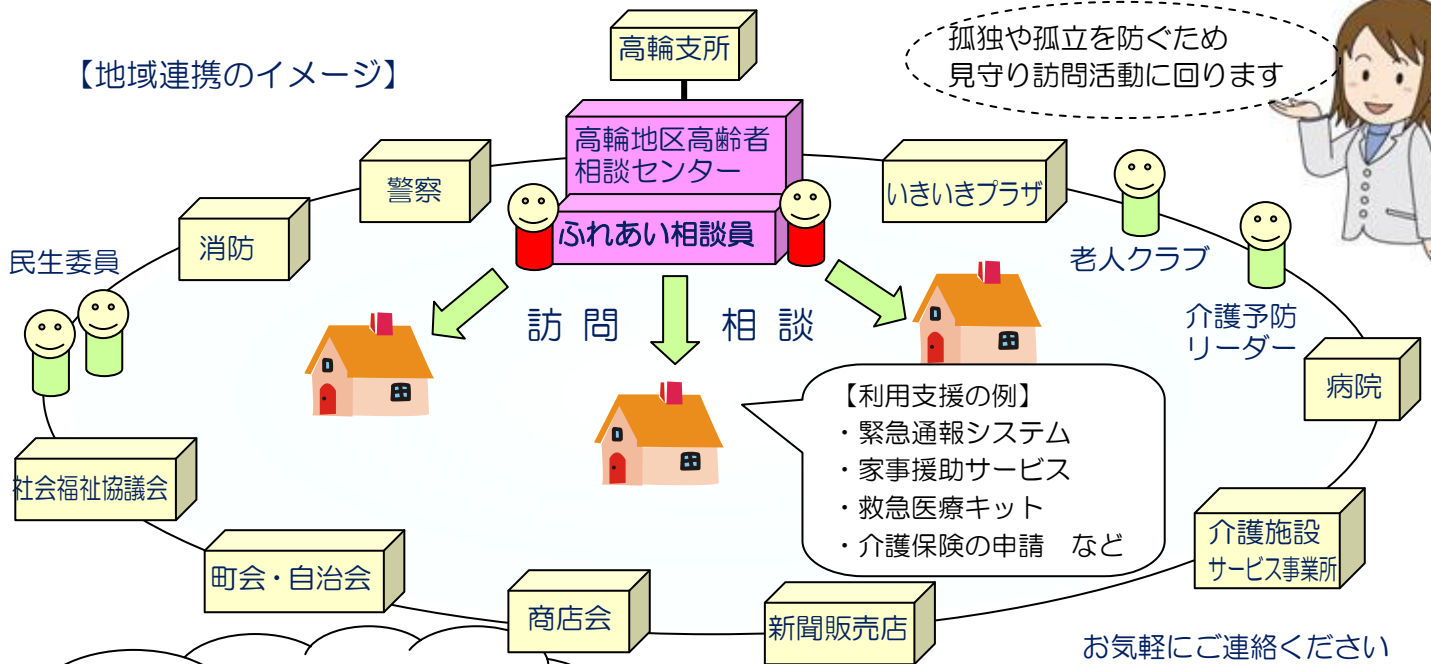 高輪支所
【地域連携のイメージ】
孤独や孤立を防ぐため
見守り訪問活動に回ります
高輪地区高齢者
相談センター
ふれあい相談員
警察
いきいきプラザ
消防
老人クラブ
民生委員
介護予防
リーダー
訪 問
相 談
病院
【利用支援の例】
・緊急通報システム
・家事援助サービス
・救急医療キット
・介護保険の申請　など
社会福祉協議会
介護施設
サービス事業所
町会・自治会
商店会
新聞販売店
お気軽にご連絡ください